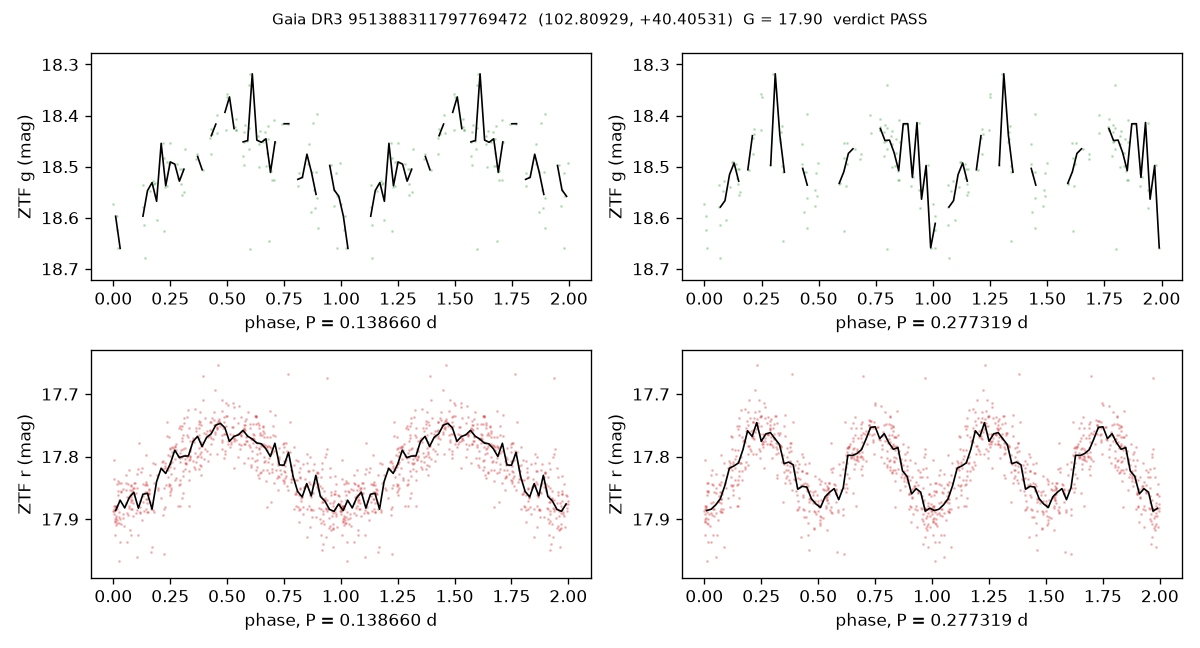 Gaia DR3 951388311797769472 (102.80929, +40.40531) G = 17.90 verdict PASS
ZTF g (mag)
18.3
18.4
18.5
18.6
18.7
0.00 0.25 0.50 0.75 1.00 1.25 1.50 1.75 2.00
phase, P = 0.138660 d
ZTF g (mag)
18.3
18.4
18.5
18.6
18.7
0.00 0.25 0.50 0.75 1.00 1.25 1.50 1.75 2.00
phase, P = 0.277319 d
ZTF r (mag)
17.7
17.8
17.9
0.00 0.25 0.50 0.75 1.00 1.25 1.50 1.75 2.00
phase, P = 0.138660 d
ZTF r (mag)
17.7
17.8
17.9
0.00 0.25 0.50 0.75 1.00 1.25 1.50 1.75 2.00
phase, P = 0.277319 d